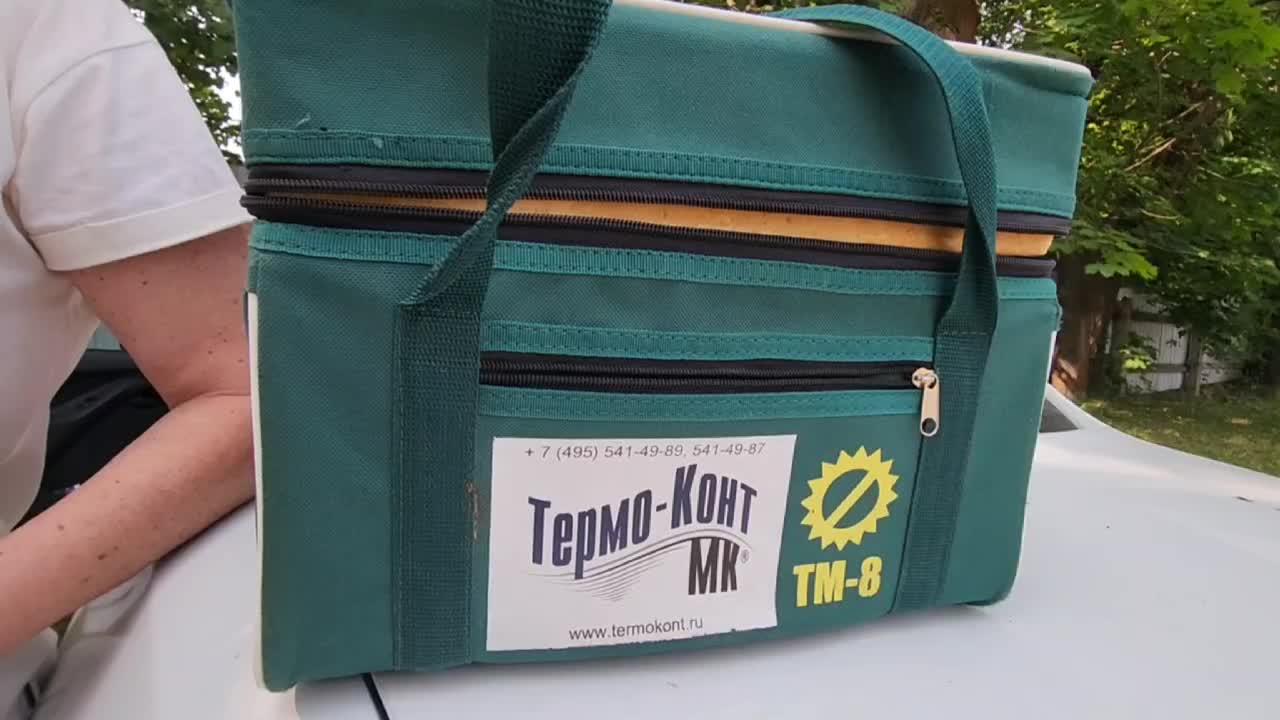 + 7 (495) 541-49-89, 541-49-87
Термо-Конт
МК®
www.termokont.ru
ТМ-8